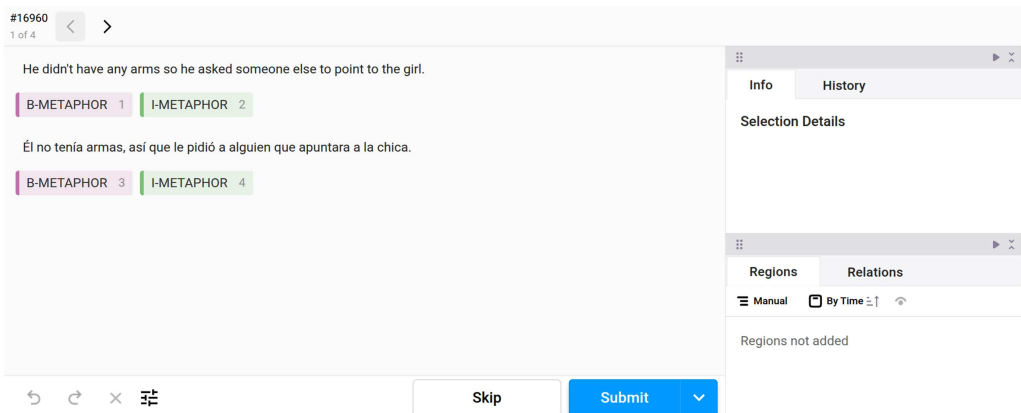 #16960
1 of 4
He didn't have any arms so he asked someone else to point to the girl.
B-METAPHOR 1 I-METAPHOR 2
Él no tenía armas, así que le pidió a alguien que apuntara a la chica.
B-METAPHOR 3 I-METAPHOR 4
Info History
Selection Details
Regions Relations
Manual By Time
Regions not added
Skip Submit